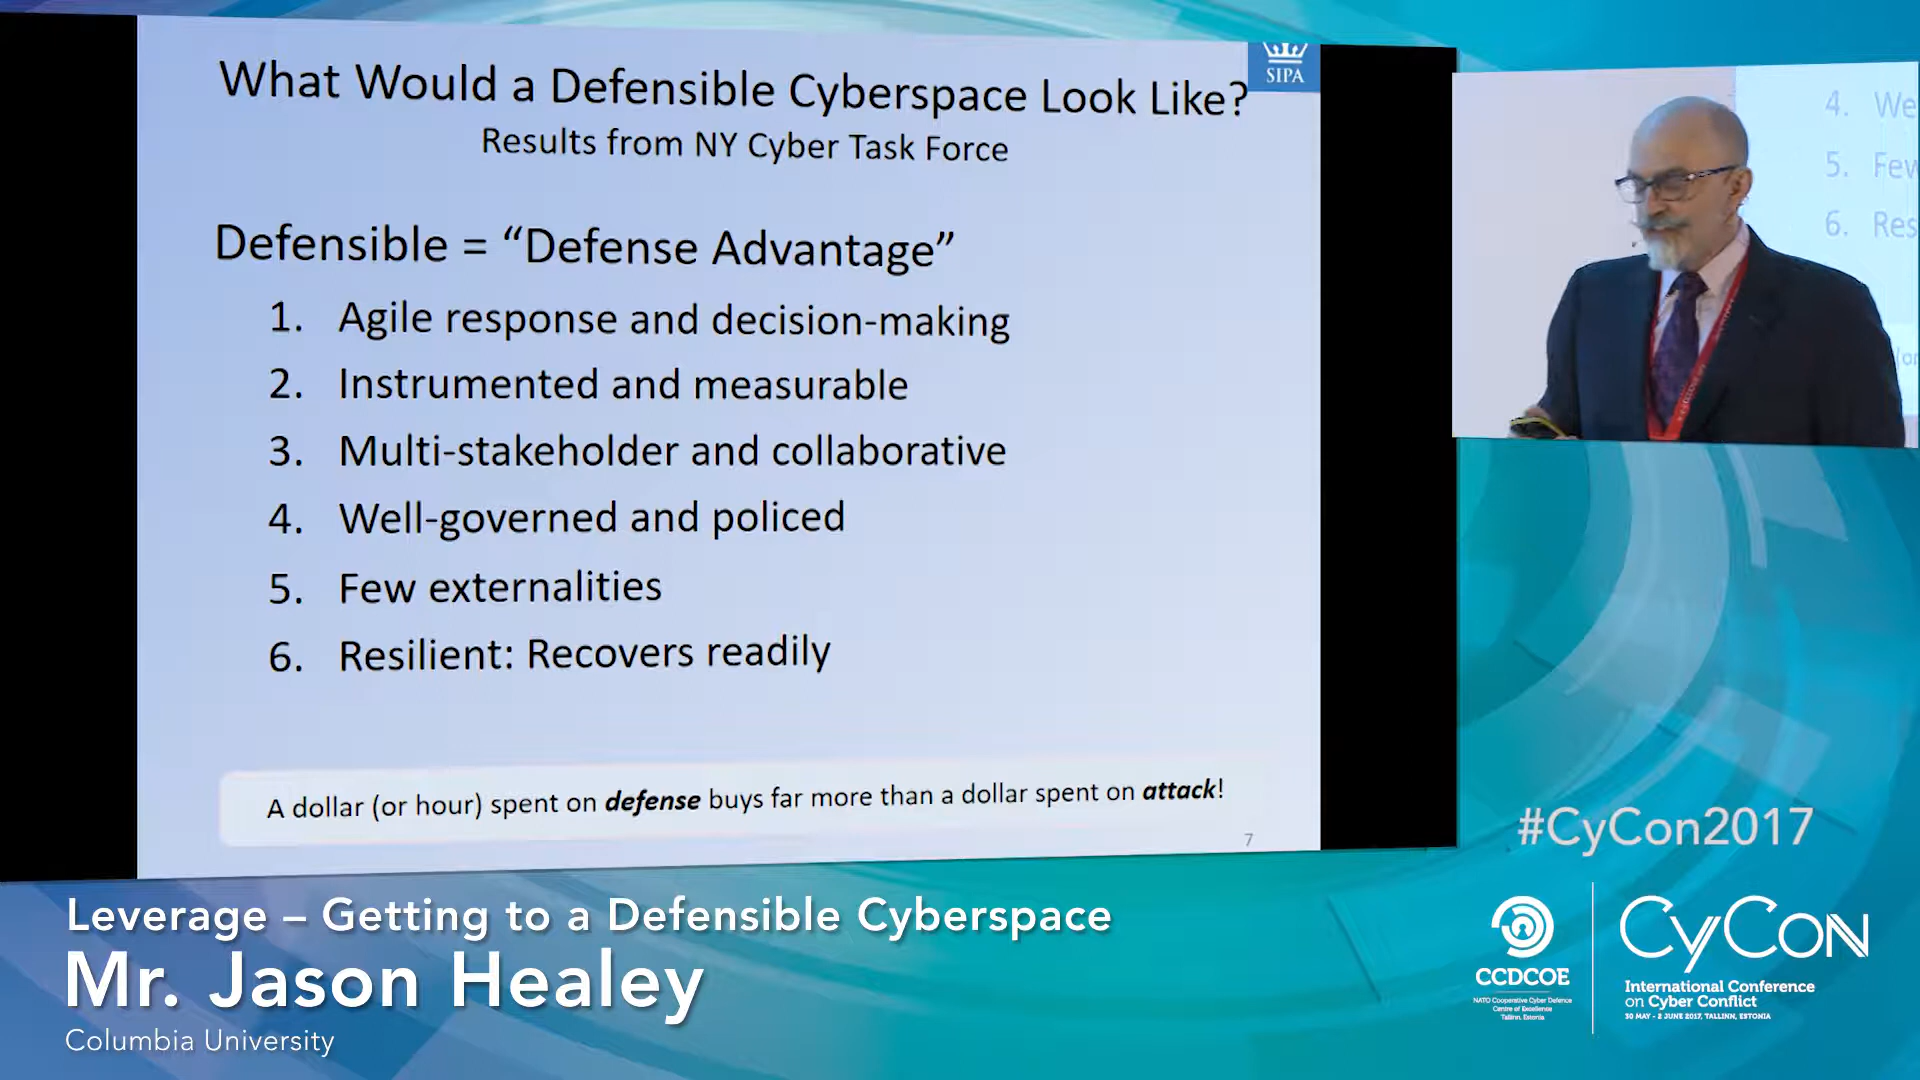 What Would a Defensible Cyberspace Look Like?
SIPA
Results from NY Cyber Task Force
Defensible = “Defense Advantage”
1. Agile response and decision-making
2. Instrumented and measurable
3. Multi-stakeholder and collaborative
4. Well-governed and policed
5. Few externalities
6. Resilient: Recovers readily
A dollar (or hour) spent on defense buys far more than a dollar spent on attack!
7
4. We
5. Few
6. Res
#CyCon2017
Leverage – Getting to a Defensible Cyberspace
Mr. Jason Healey
Columbia University
CCDCOE
NATO Cooperative Cyber Defence
Centre of Excellence
Tallinn, Estonia
CyCon
International Conference
on Cyber Conflict
30 MAY - 2 JUNE 2017, TALLINN, ESTONIA